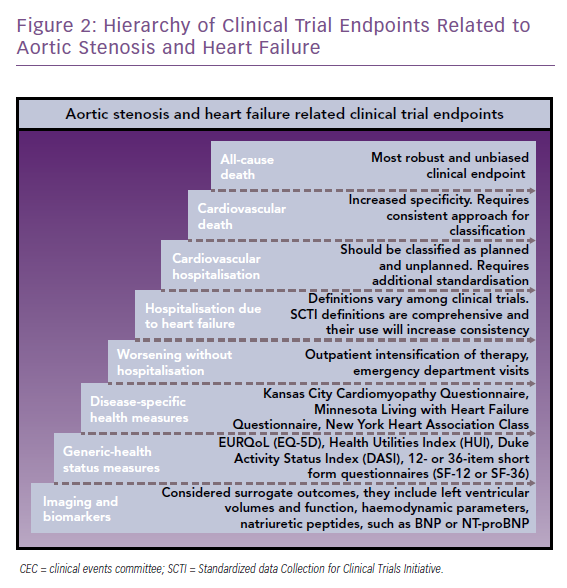 Figure 2: Hierarchy of Clinical Trial Endpoints Related to
Aortic Stenosis and Heart Failure
Aortic stenosis and heart failure related clinical trial endpoints
All-cause
death
Most robust and unbiased
clinical endpoint
Cardiovascular
death
Increased specificity. Requires
consistent approach for
classification
Cardiovascular
hospitalisation
Should be classified as planned
and unplanned. Requires
additional standardisation
Hospitalisation due
to heart failure
Definitions vary among clinical trials.
SCTI definitions are comprehensive and
their use will increase consistency
Worsening without
hospitalisation
Outpatient intensification of therapy,
emergency department visits
Disease-specific
health measures
Kansas City Cardiomyopathy Questionnaire,
Minnesota Living with Heart Failure
Questionnaire, New York Heart Association Class
Generic-health
status measures
EURQoL (EQ-5D), Health Utilities Index (HUI), Duke
Activity Status Index (DASI), 12- or 36-item short
form questionnaires (SF-12 or SF-36)
Imaging and
biomarkers
Considered surrogate outcomes, they include left ventricular
volumes and function, haemodynamic parameters,
natriuretic peptides, such as BNP or NT-proBNP
CEC = clinical events committee; SCTI = Standardized data Collection for Clinical Trials Initiative.